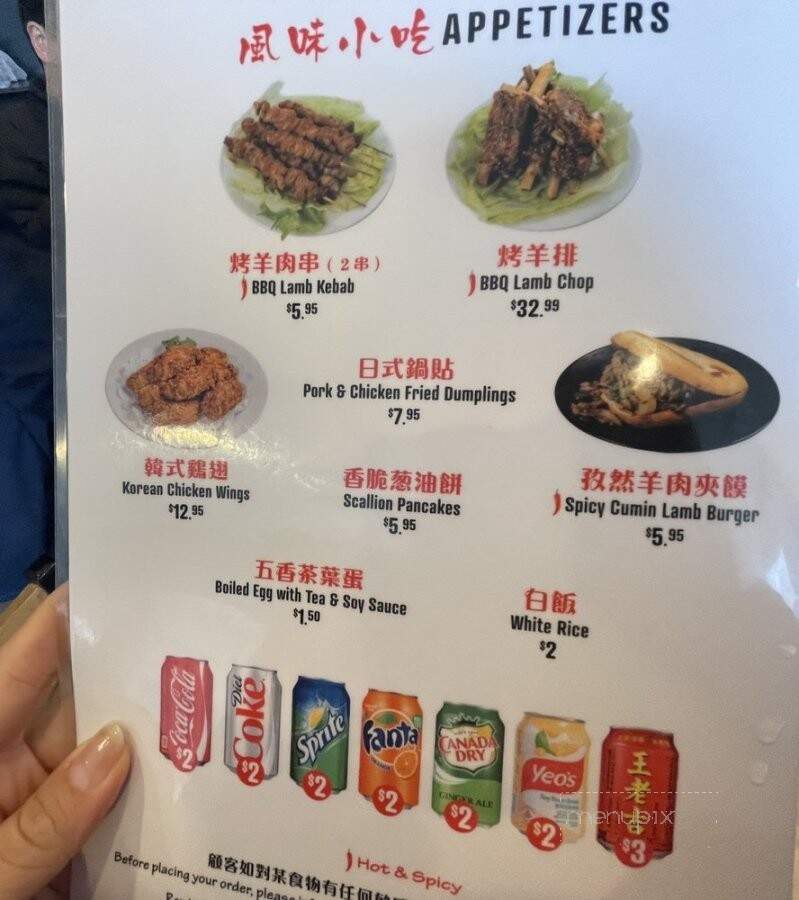 風味小吃 APPETIZERS
烤羊肉串（2串）
BBQ Lamb Kebab
$5.95
烤羊排
BBQ Lamb Chop
$32.99
日式鍋貼
Pork & Chicken Fried Dumplings
$7.95
韓式鷄翅
Korean Chicken Wings
$12.95
香脆葱油餅
Scallion Pancakes
$5.95
孜然羊肉夾饃
Spicy Cumin Lamb Burger
$5.95
五香茶葉蛋
Boiled Egg with Tea & Soy Sauce
$1.50
白飯
White Rice
$2
Coca-Cola
$2
Diet Coke
$2
Sprite
$2
Fanta
ORANGE
$2
CANADA DRY
GINGER ALE
$2
Yeo's
$2
王老吉
$3
menupix
Hot & Spicy
顧客如對某食物有任何
Before placing your order, please